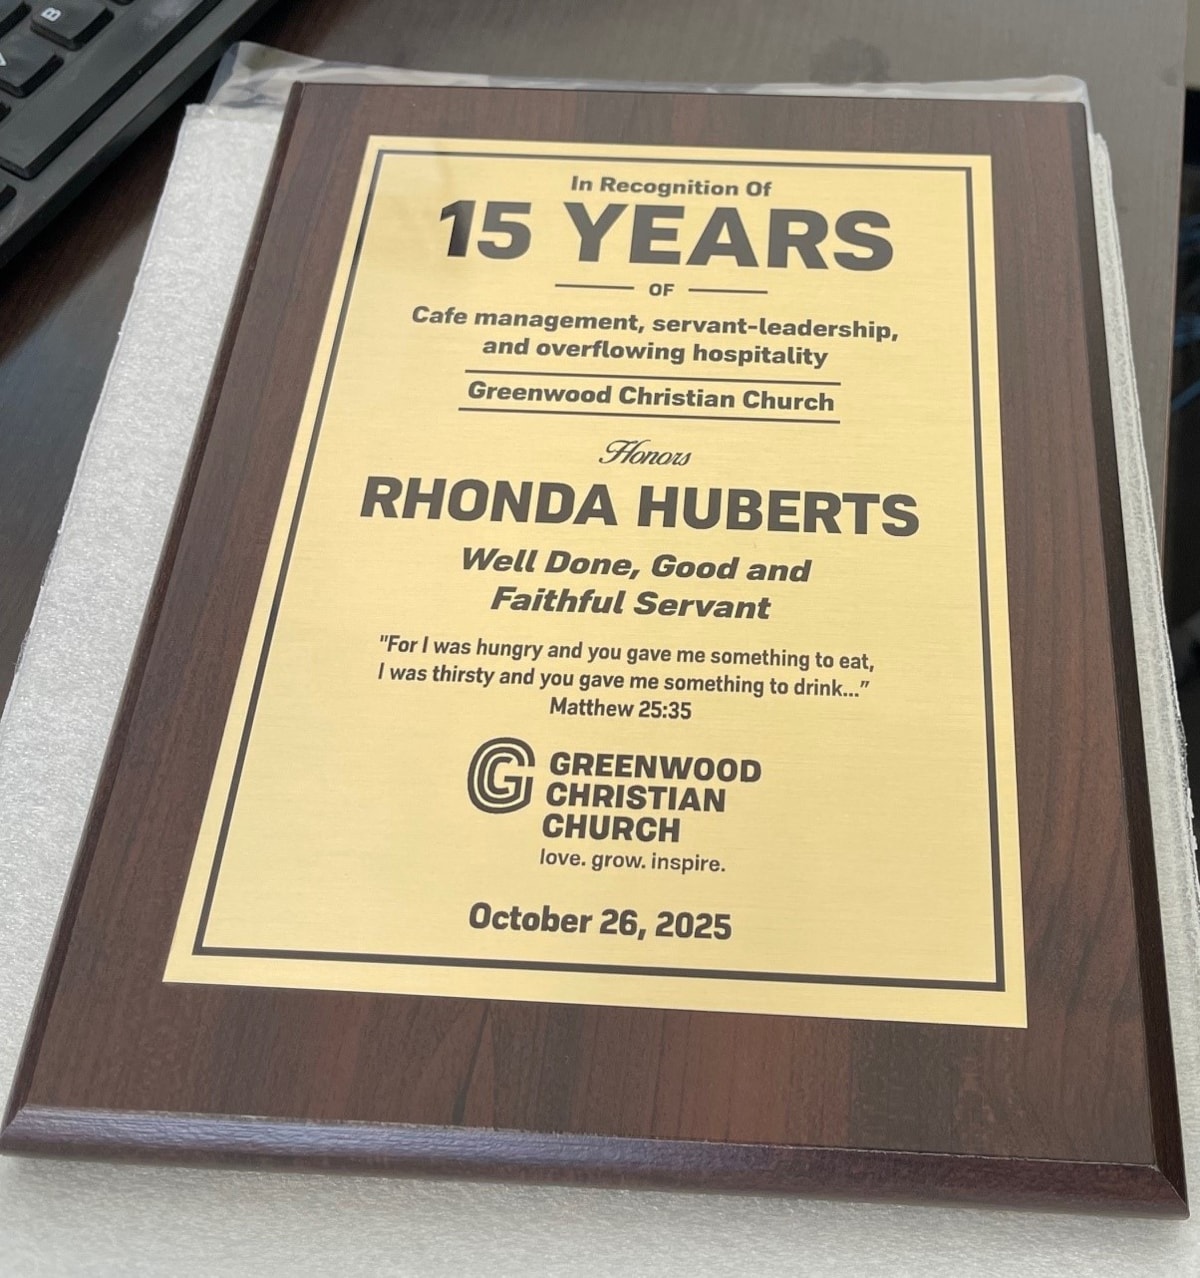 B
In Recognition Of
15 YEARS
OF
Cafe management, servant-leadership,
and overflowing hospitality
Greenwood Christian Church
Honors
RHONDA HUBERTS
Well Done, Good and
Faithful Servant
"For I was hungry and you gave me something to eat,
I was thirsty and you gave me something to drink...”
Matthew 25:35
G GREENWOOD
CHRISTIAN
CHURCH
love. grow. inspire.
October 26, 2025